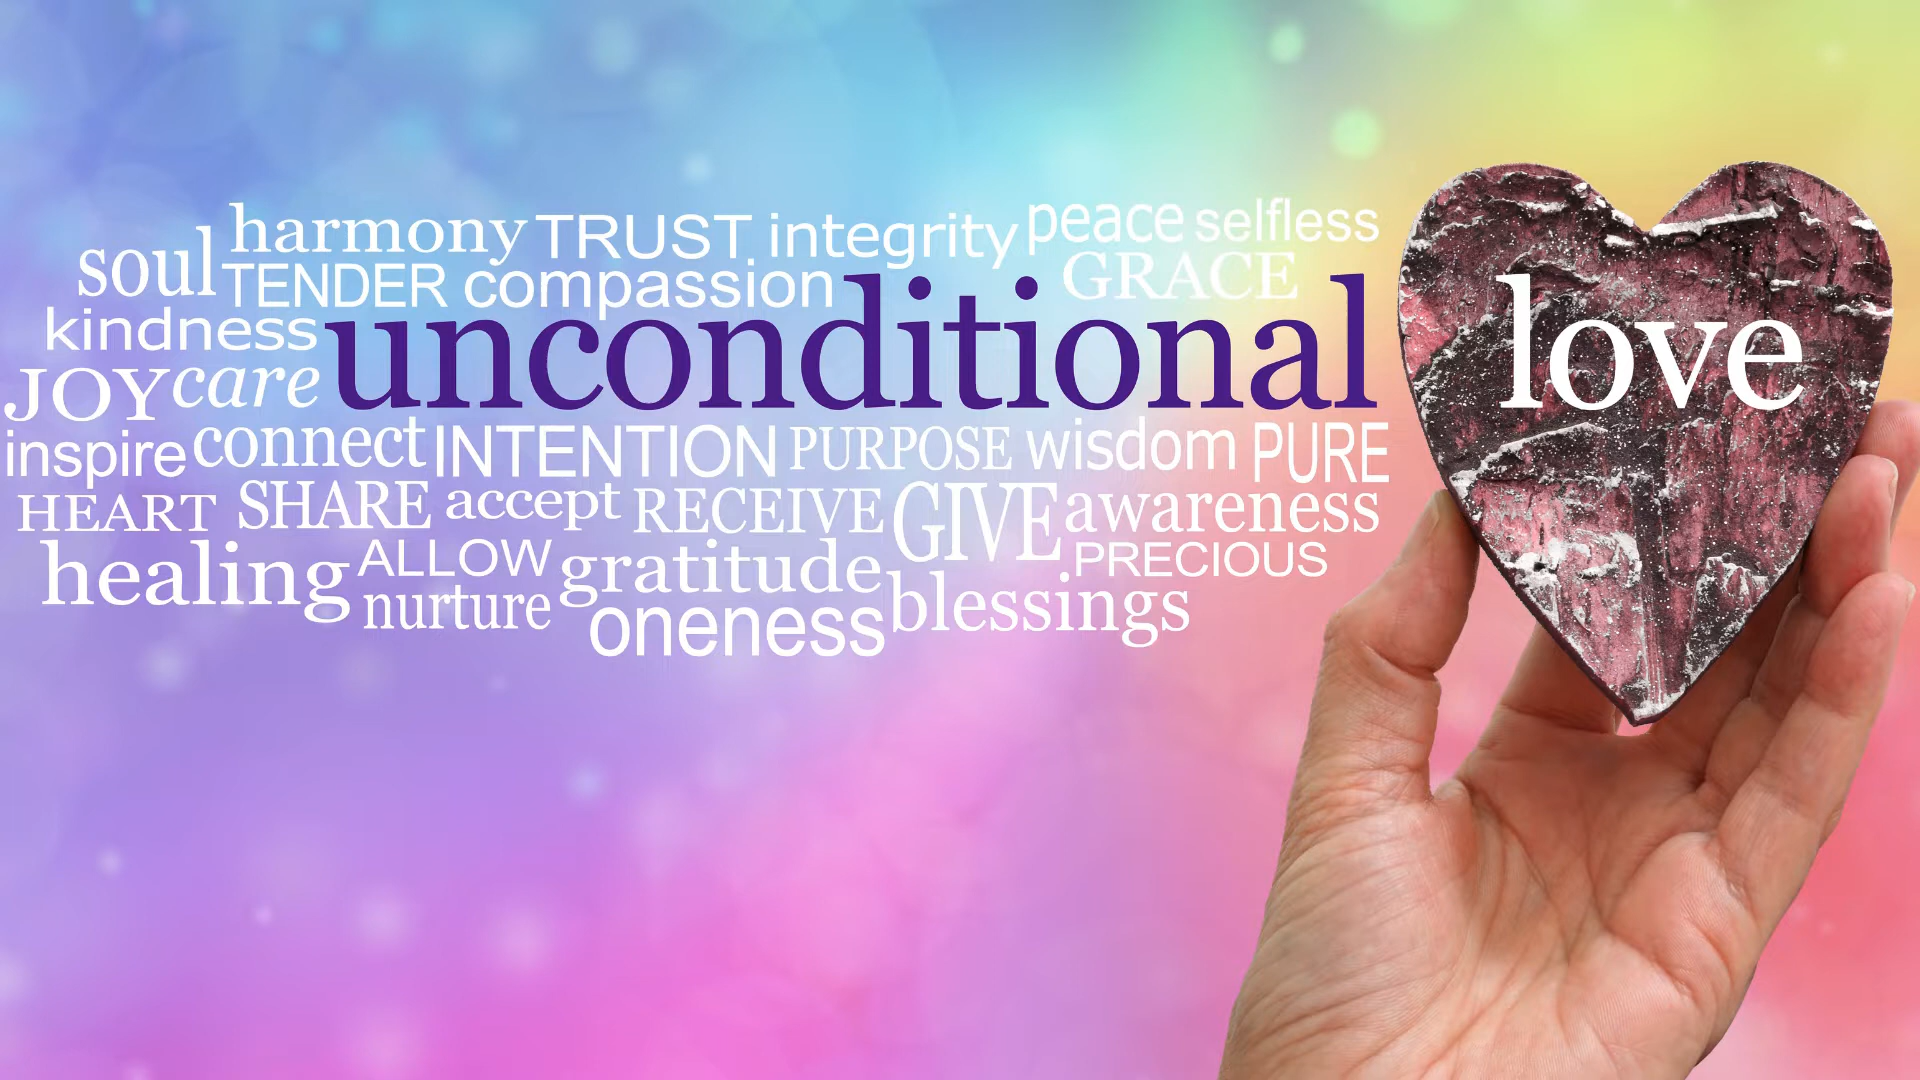 harmony TRUST integrity peace selfless
soul TENDER compassion GRACE
kindness
unconditional love
JOY care
inspire connect INTENTION PURPOSE wisdom PURE
HEART SHARE accept RECEIVE GIVE awareness
healing ALLOW gratitude PRECIOUS
nurture oneness blessings